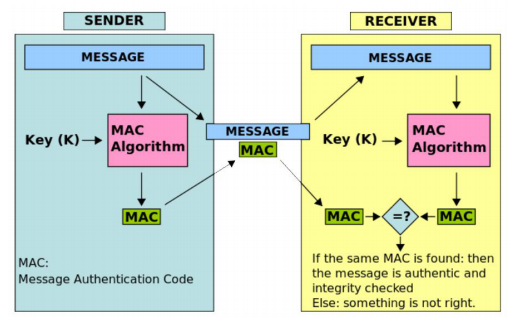 SENDER
MESSAGE
Key (K)
MAC
Algorithm
MAC
MAC:
Message Authentication Code
MESSAGE
MAC
RECEIVER
MESSAGE
Key (K)
MAC
Algorithm
MAC
=?
MAC
If the same MAC is found: then
the message is authentic and
integrity checked
Else: something is not right.